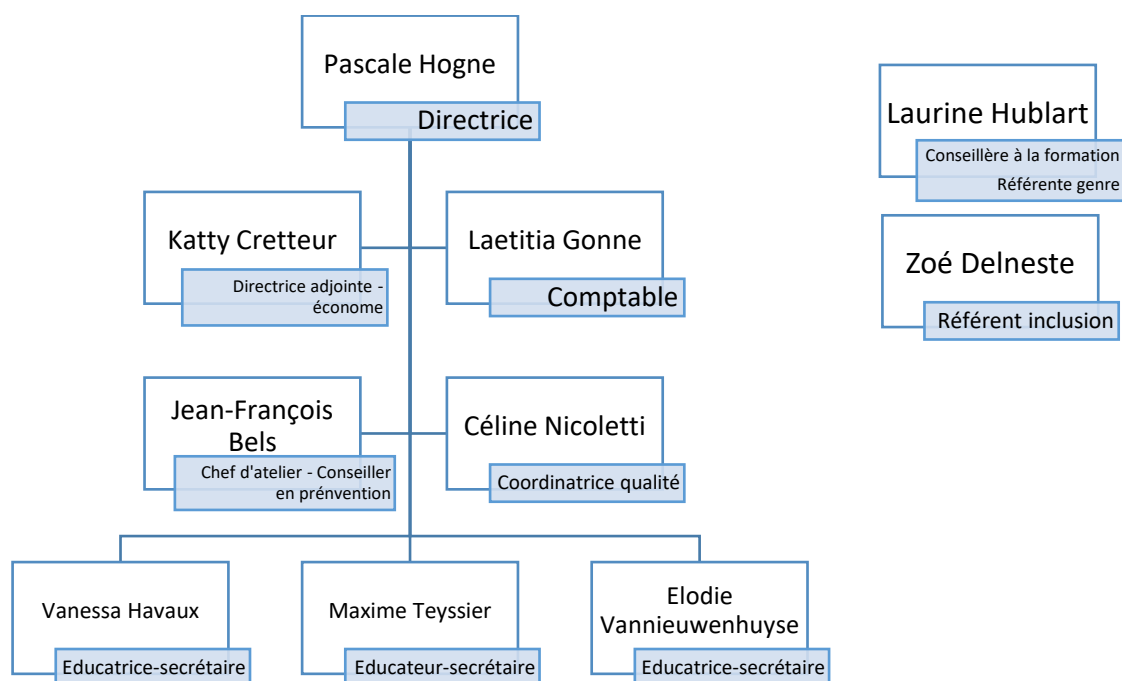 Pascale Hogne
Directrice
Laurine Hublart
Conseillère à la formation
Référente genre
Katty Cretteur
Directrice adjointe -
économe
Laetitia Gonne
Comptable
Zoé Delneste
Référent inclusion
Jean-François
Bels
Chef d'atelier - Conseiller
en prénvention
Céline Nicoletti
Coordinatrice qualité
Vanessa Havaux
Educatrice-secrétaire
Maxime Teyssier
Educateur-secrétaire
Elodie
Vannieuwenhuyse
Educatrice-secrétaire